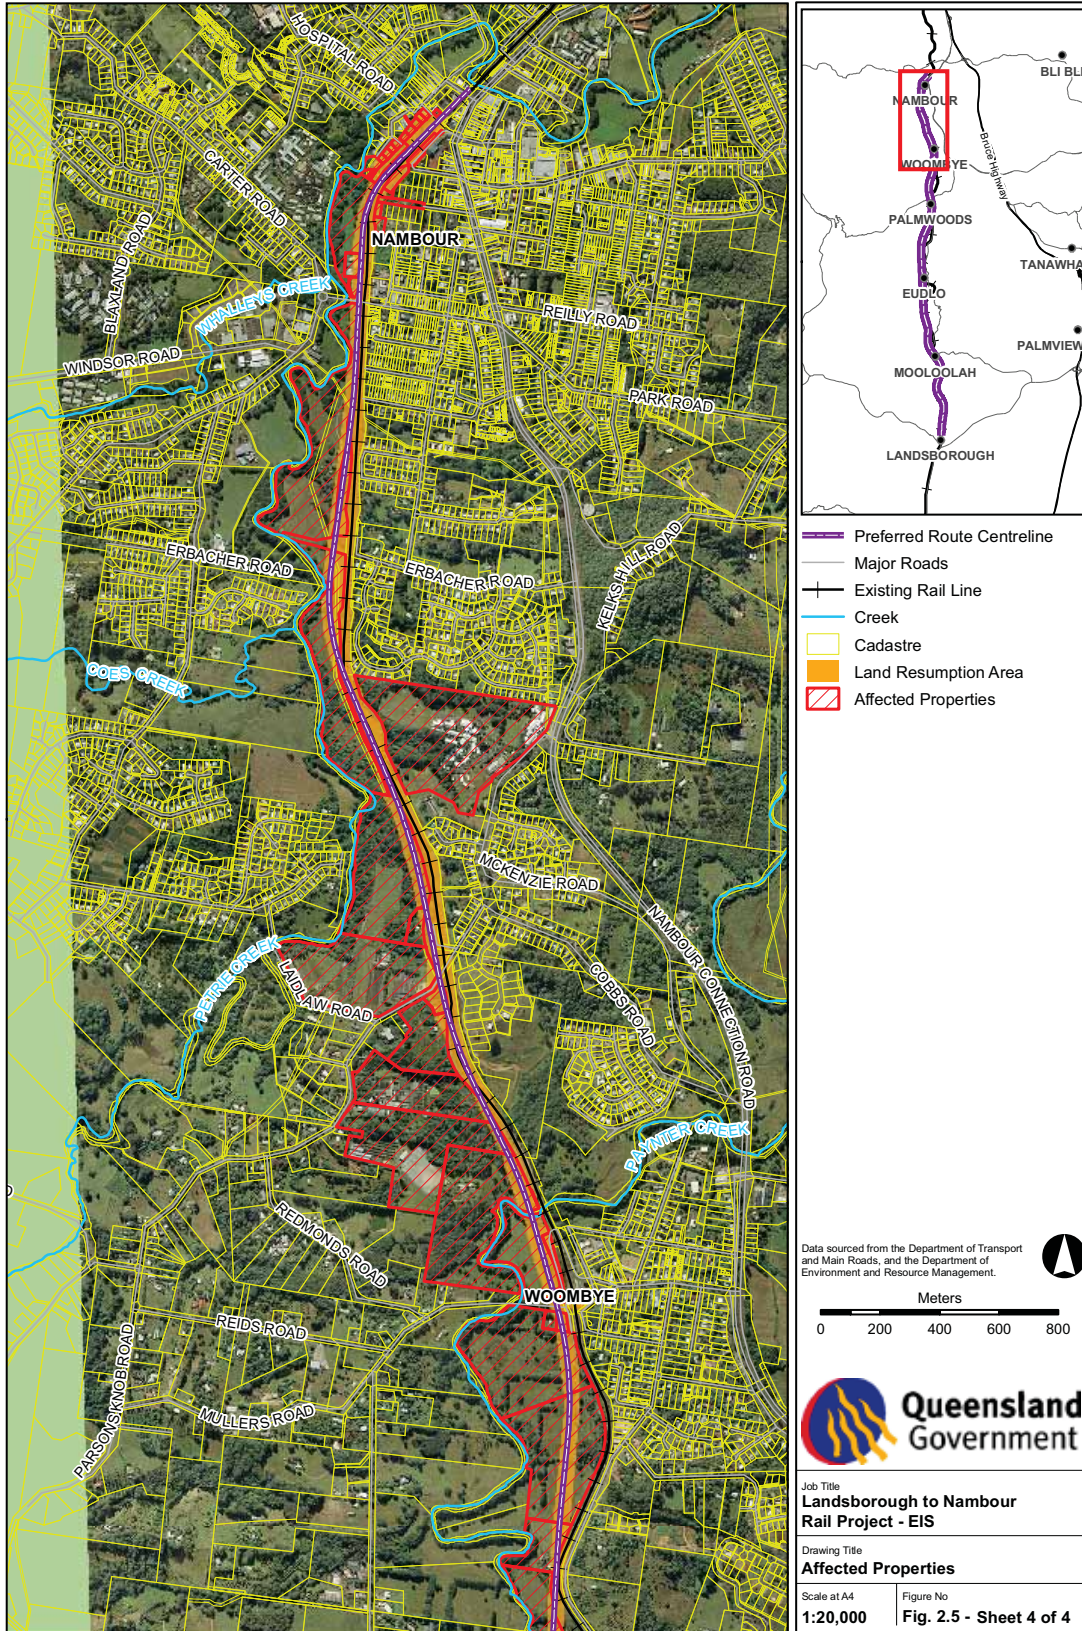 HOSPITAL ROAD
CARTER ROAD
NAMBOUR
BLAXLAND ROAD
WHALLEYS CREEK
REILLY ROAD
WINDSOR ROAD
PARK ROAD
KELKS HILL ROAD
ERBACHER ROAD
ERBACHER ROAD
COES CREEK
MCKENZIE ROAD
NAMBOUR CONNECTION ROAD
COBBS ROAD
PETRIE CREEK
LAIDLAW ROAD
PAYNTER CREEK
REDMONDS ROAD
WOOMBYE
REIDS ROAD
PARSONS KNOB ROAD
MULLERS ROAD
BLI BLI
NAMBOUR
Bruce Highway
WOOMBYE
PALMWOODS
TANAWHA
EUDLO
PALMVIEW
MOOLOOLAH
LANDSBOROUGH
Preferred Route Centreline
Major Roads
Existing Rail Line
Creek
Cadastre
Land Resumption Area
Affected Properties
Data sourced from the Department of Transport
and Main Roads, and the Department of
Environment and Resource Management.
Meters
0 200 400 600 800
Queensland
Government
Job Title
Landsborough to Nambour
Rail Project - EIS
Drawing Title
Affected Properties
Scale at A4
1:20,000
Figure No
Fig. 2.5 - Sheet 4 of 4